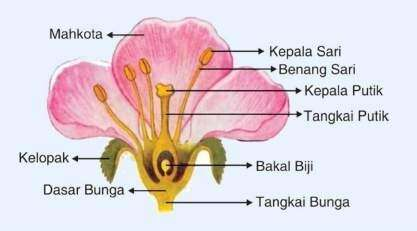 Mahkota
Kepala Sari
Benang Sari
Kepala Putik
Tangkai Putik
Kelopak
Bakal Biji
Dasar Bunga
Tangkai Bunga